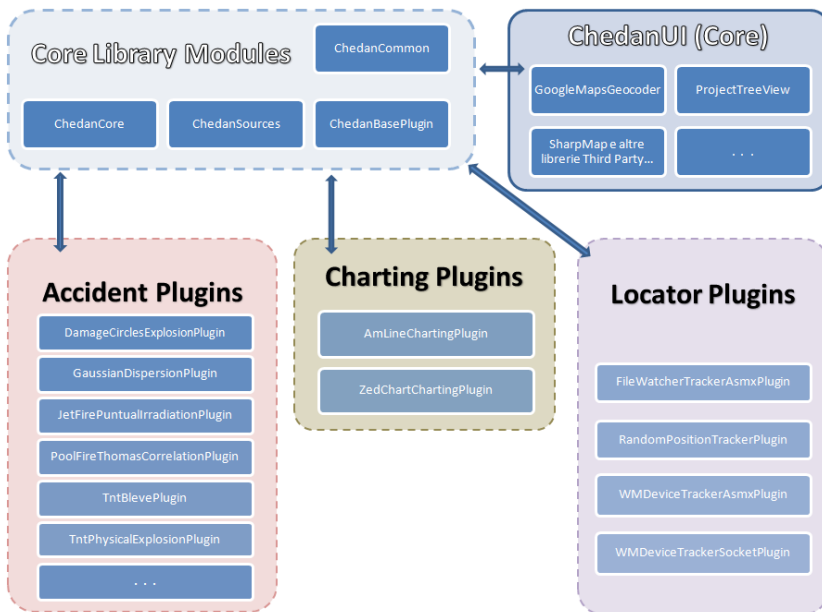 Core Library Modules
ChedanCommon
ChedanCore
ChedanSources
ChedanBasePlugin
ChedanUI (Core)
GoogleMapsGeocoder
ProjectTreeView
SharpMap e altre
librerie Third Party...
. . .
Accident Plugins
DamageCirclesExplosionPlugin
GaussianDispersionPlugin
JetFirePuntualIrradiationPlugin
PoolFireThomasCorrelationPlugin
TntBlevePlugin
TntPhysicalExplosionPlugin
. . .
Charting Plugins
AmLineChartingPlugin
ZedChartChartingPlugin
Locator Plugins
FileWatcherTrackerAsmxPlugin
RandomPositionTrackerPlugin
WMDeviceTrackerAsmxPlugin
WMDeviceTrackerSocketPlugin